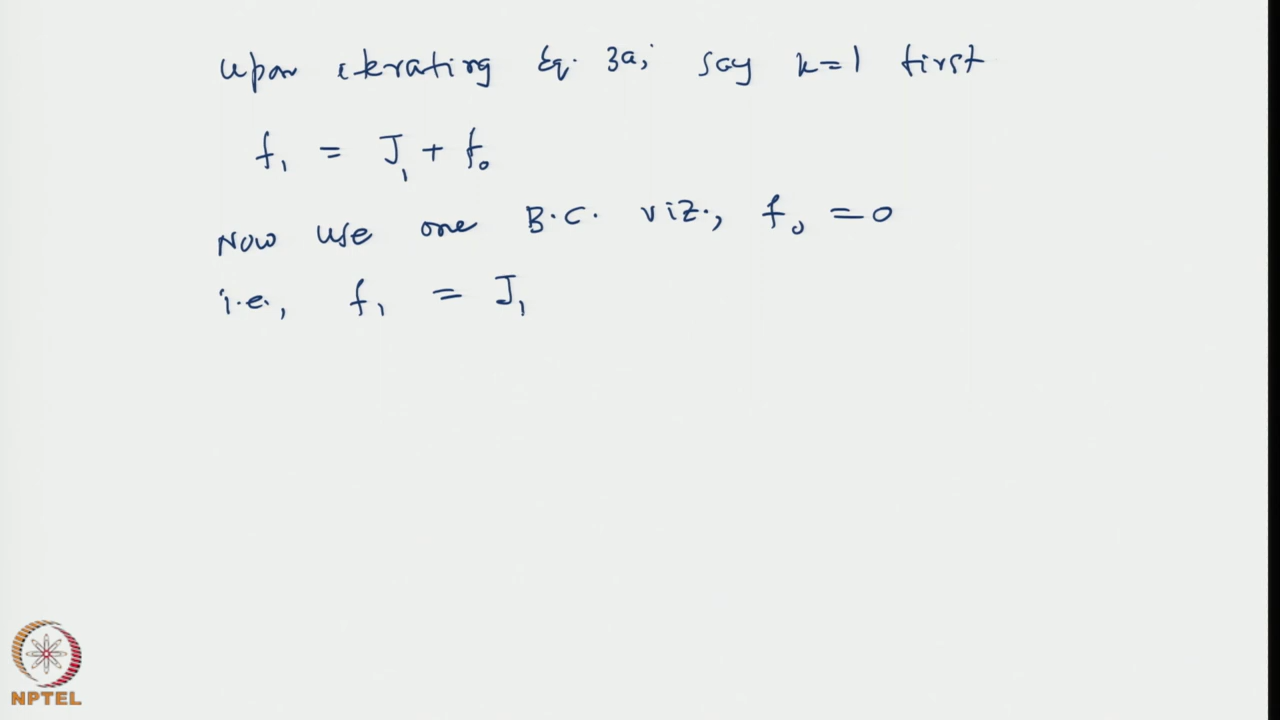 upon iterating Eq. 3a; say k=1 first
f₁ = J₁ + f₀
Now use one B.C. viz., f₀ = 0
i.e., f₁ = J₁
NPTEL